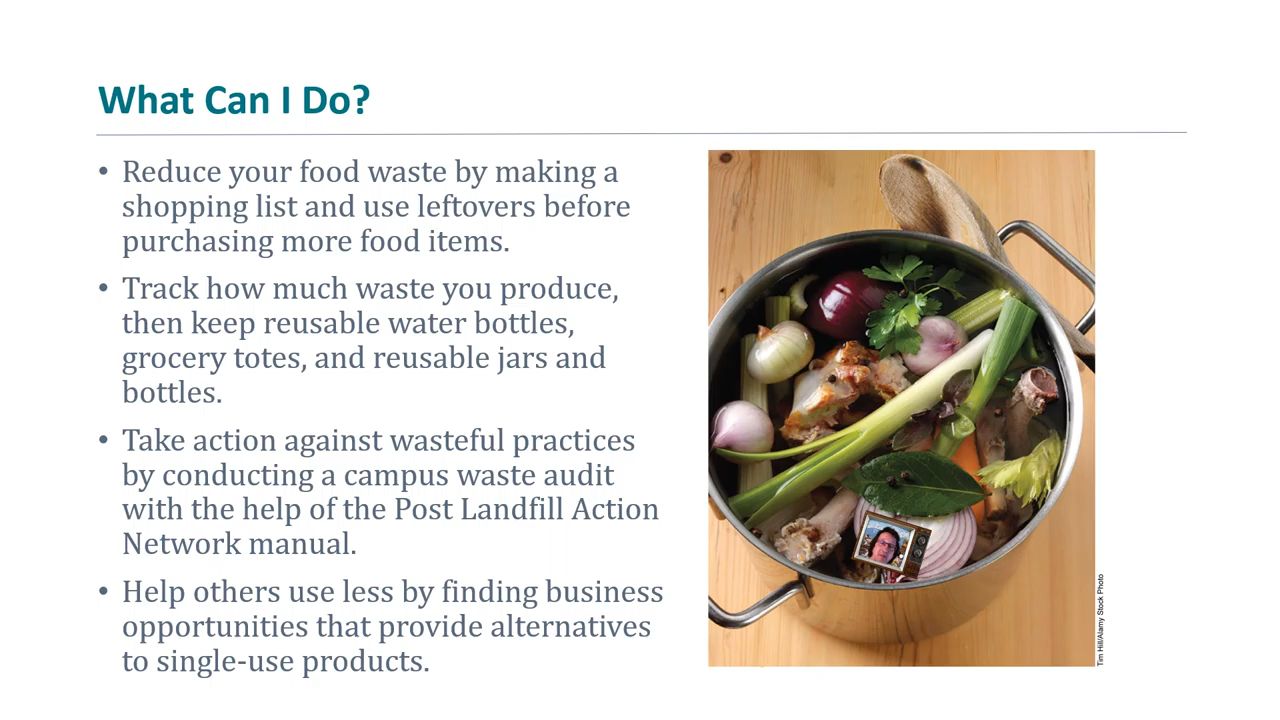 What Can I Do?
• Reduce your food waste by making a
shopping list and use leftovers before
purchasing more food items.
• Track how much waste you produce,
then keep reusable water bottles,
grocery totes, and reusable jars and
bottles.
• Take action against wasteful practices
by conducting a campus waste audit
with the help of the Post Landfill Action
Network manual.
• Help others use less by finding business
opportunities that provide alternatives
to single-use products.
Tim Hill/Alamy Stock Photo